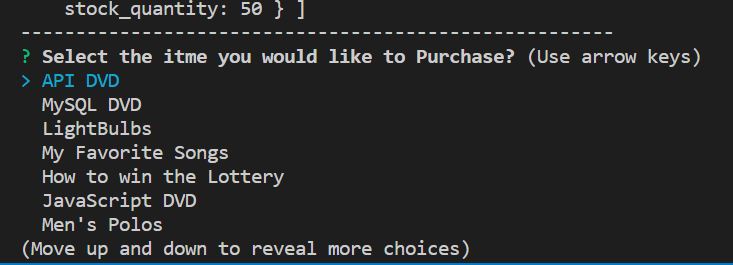 stock_quantity: 50 } ]
-----------------------------------------------------
? Select the itme you would like to Purchase? (Use arrow keys)
> API DVD
MySQL DVD
LightBulbs
My Favorite Songs
How to win the Lottery
JavaScript DVD
Men's Polos
(Move up and down to reveal more choices)